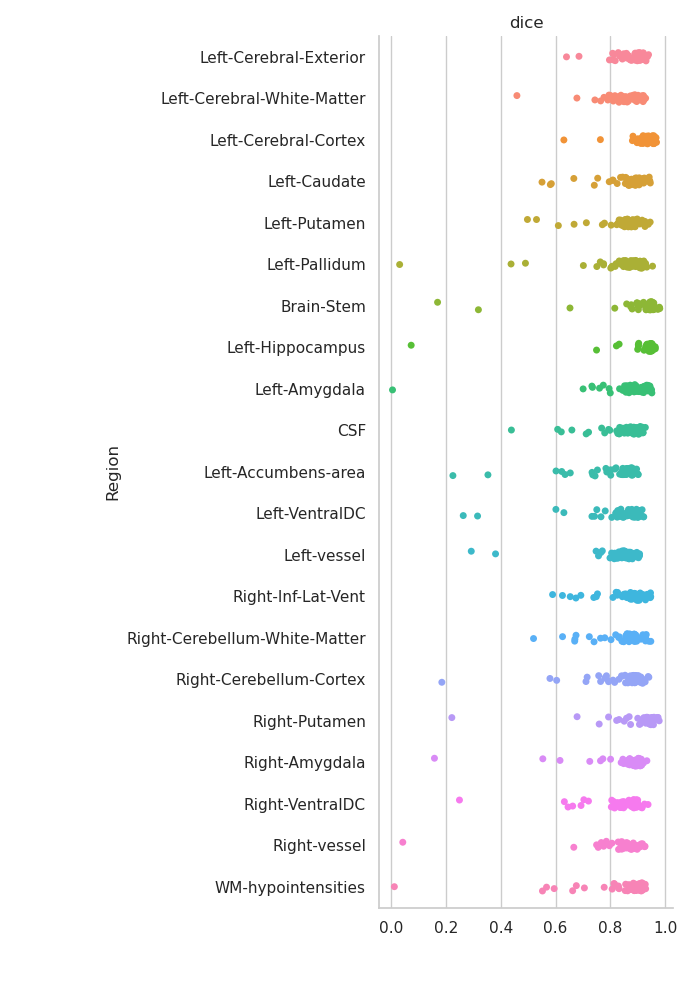 dice
Left-Cerebral-Exterior
Left-Cerebral-White-Matter
Left-Cerebral-Cortex
Left-Caudate
Left-Putamen
Left-Pallidum
Brain-Stem
Left-Hippocampus
Left-Amygdala
CSF
Left-Accumbens-area
Left-VentralDC
Left-vessel
Right-Inf-Lat-Vent
Right-Cerebellum-White-Matter
Right-Cerebellum-Cortex
Right-Putamen
Right-Amygdala
Right-VentralDC
Right-vessel
WM-hypointensities
Region
0.0 0.2 0.4 0.6 0.8 1.0